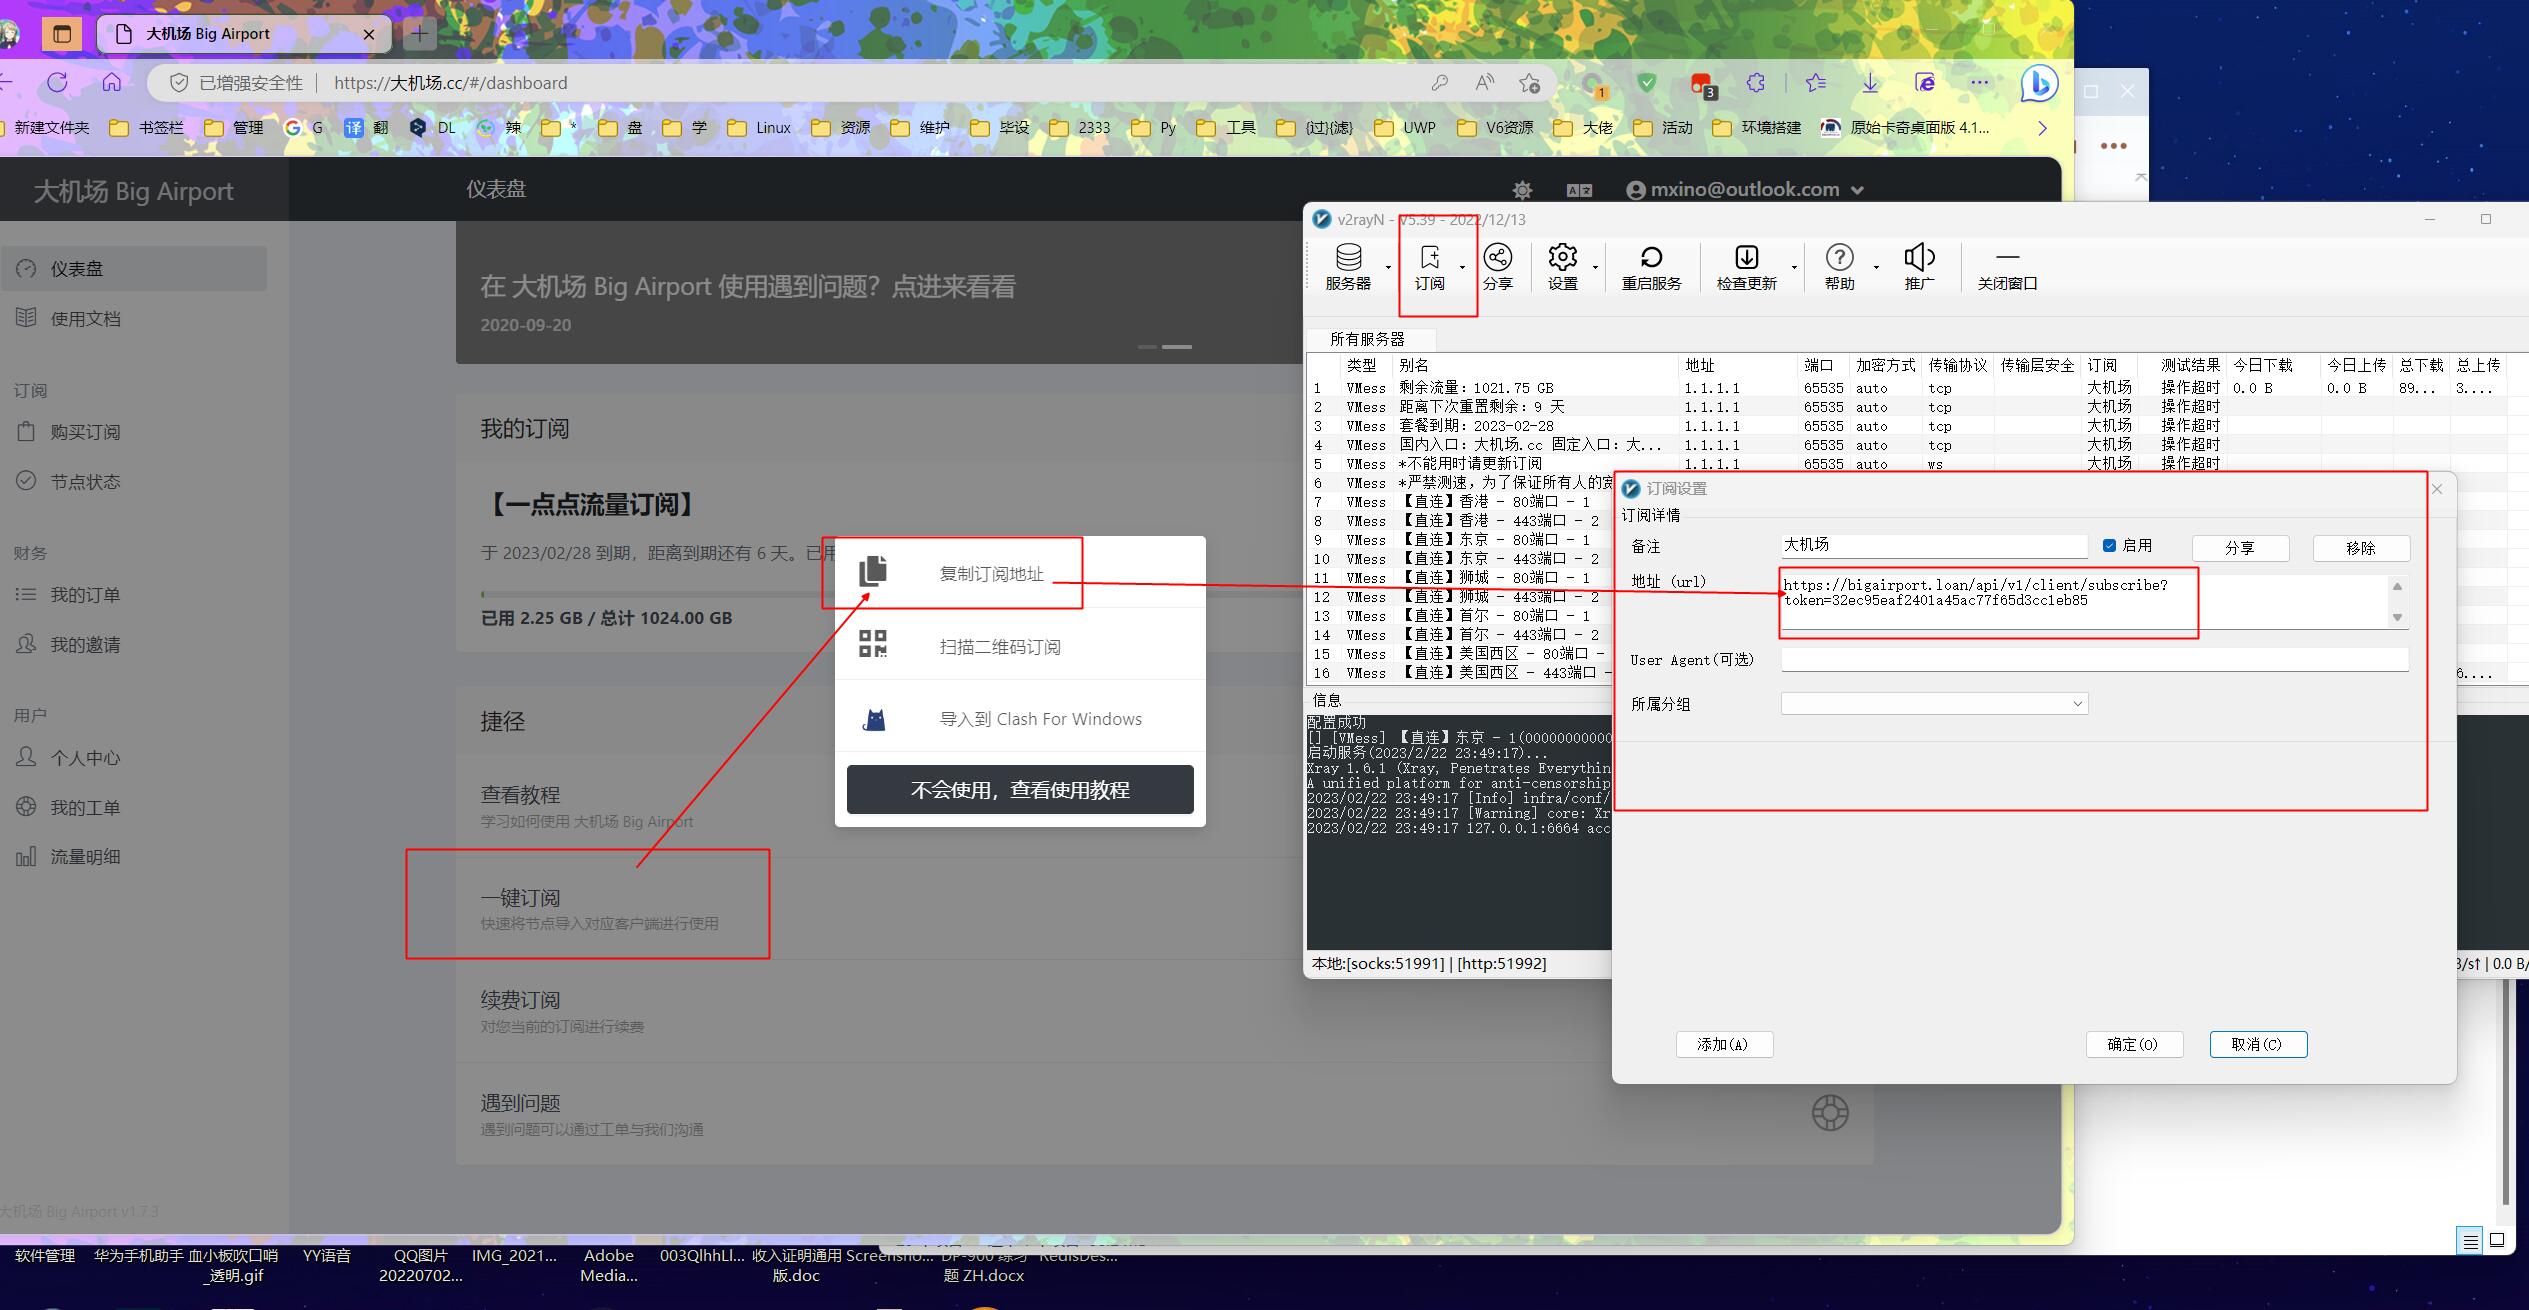 大机场 Big Airport
已增强安全性
https://大机场.cc/#/dashboard
1
3
新建文件夹 书签栏 管理 G 译 翻 DL 辣 * 盘 学 Linux 资源 维护 毕设 2333 Py 工具 {过}{滤} UWP V6资源 大佬 活动 环境搭建 原始卡奇桌面版 4.1...
大机场 Big Airport
仪表盘
mxino@outlook.com
仪表盘
使用文档
订阅
购买订阅
节点状态
财务
我的订单
我的邀请
用户
个人中心
我的工单
流量明细
大机场 Big Airport v1.7.3
在 大机场 Big Airport 使用遇到问题？点进来看看
2020-09-20
我的订阅
【一点点流量订阅】
于 2023/02/28 到期，距离到期还有 6 天。已用
已用 2.25 GB / 总计 1024.00 GB
捷径
查看教程
学习如何使用 大机场 Big Airport
一键订阅
快速将节点导入对应客户端进行使用
续费订阅
对您当前的订阅进行续费
遇到问题
遇到问题可以通过工单与我们沟通
复制订阅地址
扫描二维码订阅
导入到 Clash For Windows
不会使用，查看使用教程
v2rayN - V5.39 - 2022/12/13
服务器 订阅 分享 设置 重启服务 检查更新 帮助 推广 关闭窗口
所有服务器
类型 别名 地址 端口 加密方式 传输协议 传输层安全 订阅 测试结果 今日下载 今日上传 总下载 总上传
1 VMess 剩余流量：1021.75 GB 1.1.1.1 65535 auto tcp 大机场 操作超时 0.0 B 0.0 B 89... 3....
2 VMess 距离下次重置剩余：9 天 1.1.1.1 65535 auto tcp 大机场 操作超时
3 VMess 套餐到期：2023-02-28 1.1.1.1 65535 auto tcp 大机场 操作超时
4 VMess 国内入口：大机场.cc 固定入口：大... 1.1.1.1 65535 auto tcp 大机场 操作超时
5 VMess *不能用时请更新订阅 1.1.1.1 65535 auto ws 大机场 操作超时
6 VMess *严禁测速，为了保证所有人的宽
7 VMess 【直连】香港 - 80端口 - 1
8 VMess 【直连】香港 - 443端口 - 2
9 VMess 【直连】东京 - 80端口 - 1
10 VMess 【直连】东京 - 443端口 - 2
11 VMess 【直连】狮城 - 80端口 - 1
12 VMess 【直连】狮城 - 443端口 - 2
13 VMess 【直连】首尔 - 80端口 - 1
14 VMess 【直连】首尔 - 443端口 - 2
15 VMess 【直连】美国西区 - 80端口 -
16 VMess 【直连】美国西区 - 443端口 - 6....
信息
配置成功
[] [VMess] 【直连】东京 - 1(00000000000
启动服务(2023/2/22 23:49:17)...
Xray 1.6.1 (Xray, Penetrates Everythin
A unified platform for anti-censorship
2023/02/22 23:49:17 [Info] infra/conf/
2023/02/22 23:49:17 [Warning] core: Xr
2023/02/22 23:49:17 127.0.0.1:6664 acc
本地:[socks:51991] | [http:51992]
B/s↑ | 0.0 B/
订阅设置
订阅详情
备注 大机场 启用 分享 移除
地址 (url)
https://bigairport.loan/api/v1/client/subscribe?
token=32ec95eaf2401a45ac77f65d3cc1eb85
User Agent(可选)
所属分组
添加(A) 确定(O) 取消(C)
软件管理 华为手机助手 血小板吹口哨 YY语音 QQ图片 IMG_2021... Adobe 003QlhhLl... 收入证明通用 Screensho... DP-900 练习 RedisDes...
_透明.gif 20220702... Media... 版.doc 题 ZH.docx